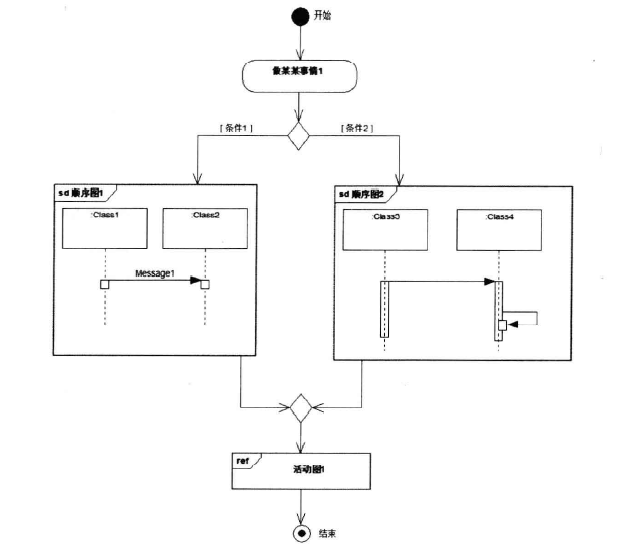 开始
做某某事情1
[ 条件1 ]
[ 条件2 ]
sd 顺序图1
sd 顺序图2
:Class1
:Class2
:Class3
:Class4
Message1
ref
活动图1
结束